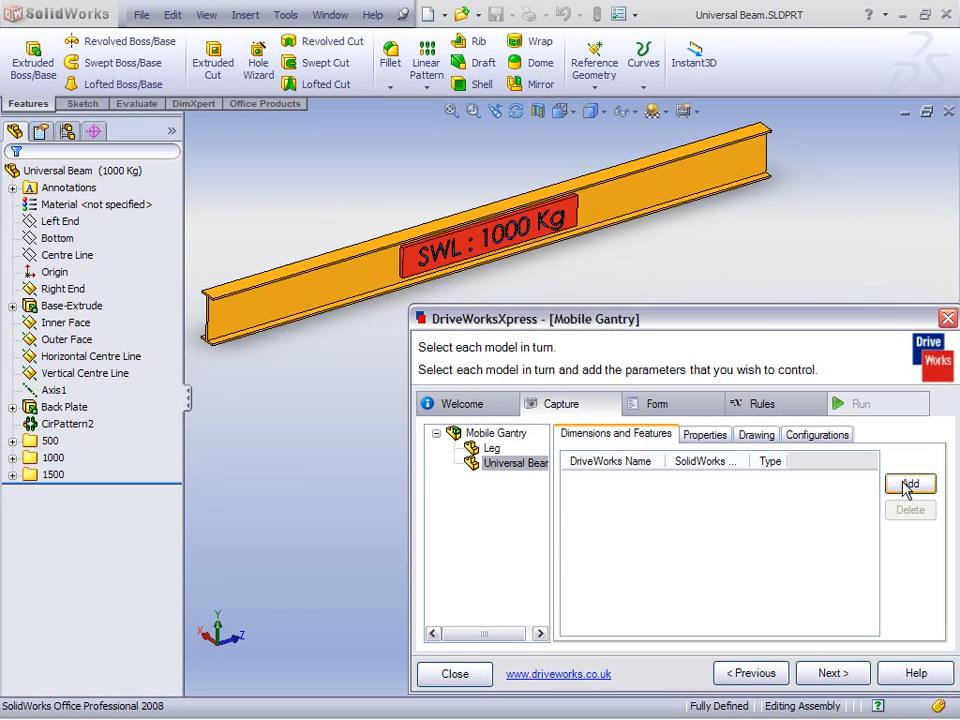 SolidWorks File Edit View Insert Tools Window Help Universal Beam.SLDPRT
Extruded Boss/Base
Revolved Boss/Base
Swept Boss/Base
Lofted Boss/Base
Extruded Cut
Hole Wizard
Revolved Cut
Swept Cut
Lofted Cut
Fillet
Linear Pattern
Rib
Draft
Shell
Wrap
Dome
Mirror
Reference Geometry
Curves
Instant3D
Features Sketch Evaluate DimXpert Office Products
Universal Beam (1000 Kg)
Annotations
Material <not specified>
Left End
Bottom
Centre Line
Origin
Right End
Base-Extrude
Inner Face
Outer Face
Horizontal Centre Line
Vertical Centre Line
Axis1
Back Plate
CirPattern2
500
1000
1500
SWL : 1000 Kg
Y
X
Z
DriveWorksXpress - [Mobile Gantry]
Select each model in turn.
Select each model in turn and add the parameters that you wish to control.
Drive
Works
Welcome Capture Form Rules Run
Mobile Gantry
Leg
Universal Bear
Dimensions and Features Properties Drawing Configurations
DriveWorks Name SolidWorks ... Type
Add
Delete
Close www.driveworks.co.uk < Previous Next > Help
SolidWorks Office Professional 2008 Fully Defined Editing Assembly